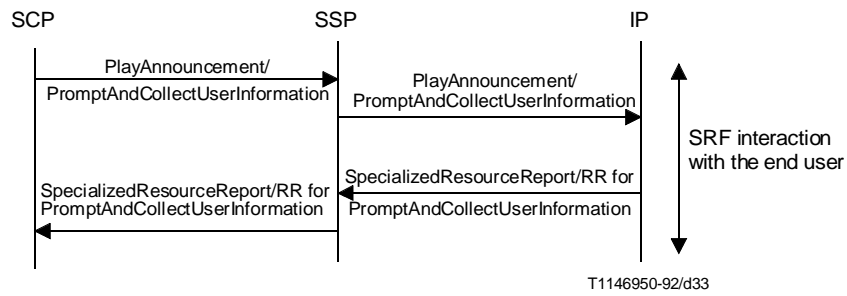 SCP
SSP
IP
PlayAnnouncement/
PromptAndCollectUserInformation
PlayAnnouncement/
PromptAndCollectUserInformation
SRF interaction
with the end user
SpecializedResourceReport/RR for
PromptAndCollectUserInformation
SpecializedResourceReport/RR for
PromptAndCollectUserInformation
T1146950-92/d33